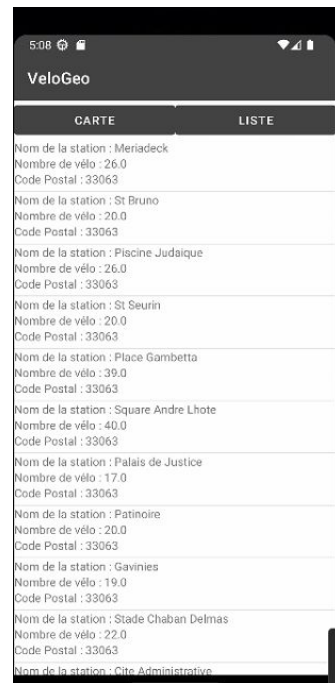 5:08
VeloGeo
CARTE LISTE
Nom de la station : Meriadeck
Nombre de vélo : 26.0
Code Postal : 33063
Nom de la station : St Bruno
Nombre de vélo : 20.0
Code Postal : 33063
Nom de la station : Piscine Judaique
Nombre de vélo : 26.0
Code Postal : 33063
Nom de la station : St Seurin
Nombre de vélo : 20.0
Code Postal : 33063
Nom de la station : Place Gambetta
Nombre de vélo : 39.0
Code Postal : 33063
Nom de la station : Square Andre Lhote
Nombre de vélo : 40.0
Code Postal : 33063
Nom de la station : Palais de Justice
Nombre de vélo : 17.0
Code Postal : 33063
Nom de la station : Patinoire
Nombre de vélo : 20.0
Code Postal : 33063
Nom de la station : Gavinies
Nombre de vélo : 19.0
Code Postal : 33063
Nom de la station : Stade Chaban Delmas
Nombre de vélo : 22.0
Code Postal : 33063
Nom de la station : Cite Administrative